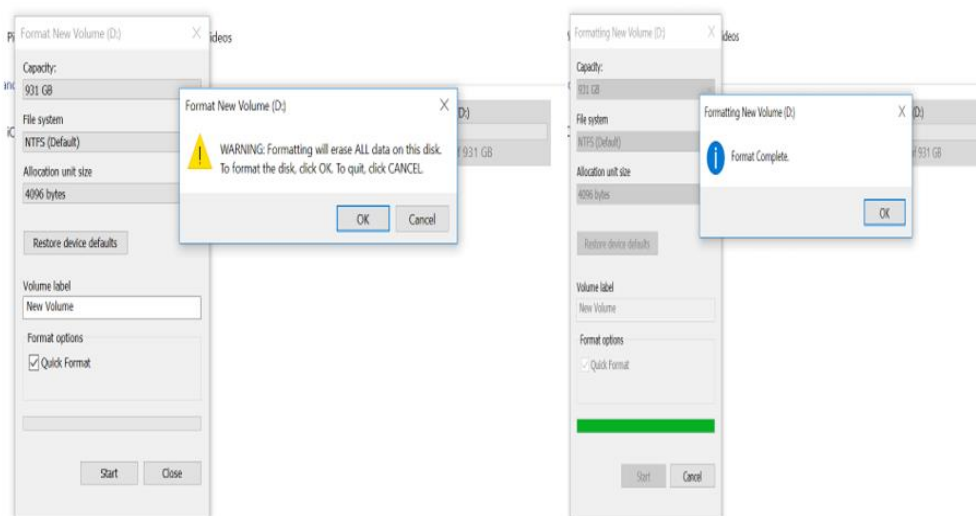 Format New Volume (D:)
Pi
ideos
Capacity:
931 GB
File system
NTFS (Default)
Allocation unit size
4096 bytes
Restore device defaults
Volume label
New Volume
Format options
Quick Format
Start
Close
Format New Volume (D:)
WARNING: Formatting will erase ALL data on this disk.
To format the disk, click OK. To quit, click CANCEL.
OK
Cancel
D:)
f 931 GB
Formatting New Volume (D:)
ideos
Capacity:
931 GB
File system
NTFS (Default)
Allocation unit size
4096 bytes
Restore device defaults
Volume label
New Volume
Format options
Quick Format
Start
Cancel
Formatting New Volume (D:)
Format Complete.
OK
(D:)
f 931 GB